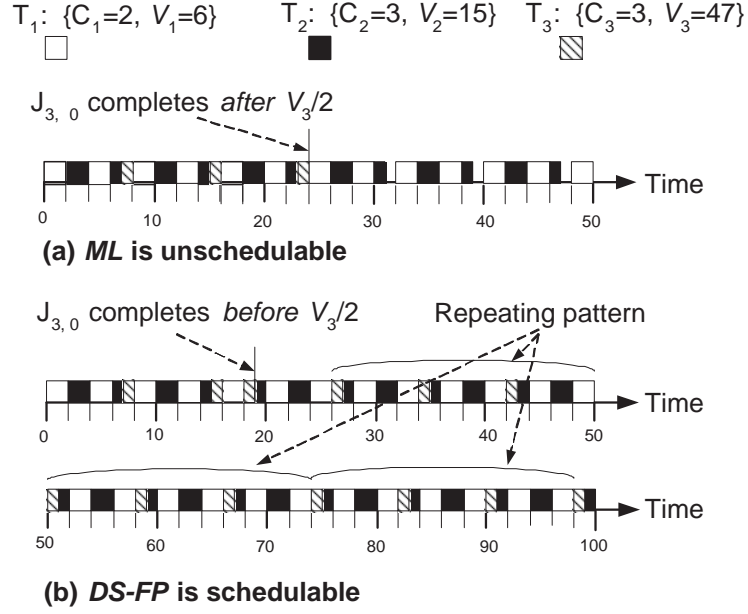 T₁: {C₁=2, V₁=6} T₂: {C₂=3, V₂=15} T₃: {C₃=3, V₃=47}
J₃, ₀ completes after V₃/2
Time
0 10 20 30 40 50
(a) ML is unschedulable
J₃,₀ completes before V₃/2 Repeating pattern
Time
0 10 20 30 40 50
Time
50 60 70 80 90 100
(b) DS-FP is schedulable